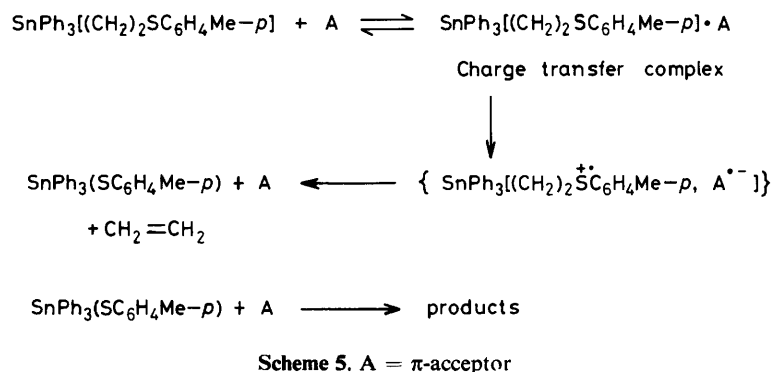 SnPh₃[(CH₂)₂SC₆H₄Me–p] + A ⇌ SnPh₃[(CH₂)₂SC₆H₄Me–p]• A
Charge transfer complex
SnPh₃(SC₆H₄Me–p) + A ← { SnPh₃[(CH₂)₂S⁺•C₆H₄Me–p, A•⁻ ]}
+ CH₂=CH₂
SnPh₃(SC₆H₄Me–p) + A → products
Scheme 5. A = π-acceptor